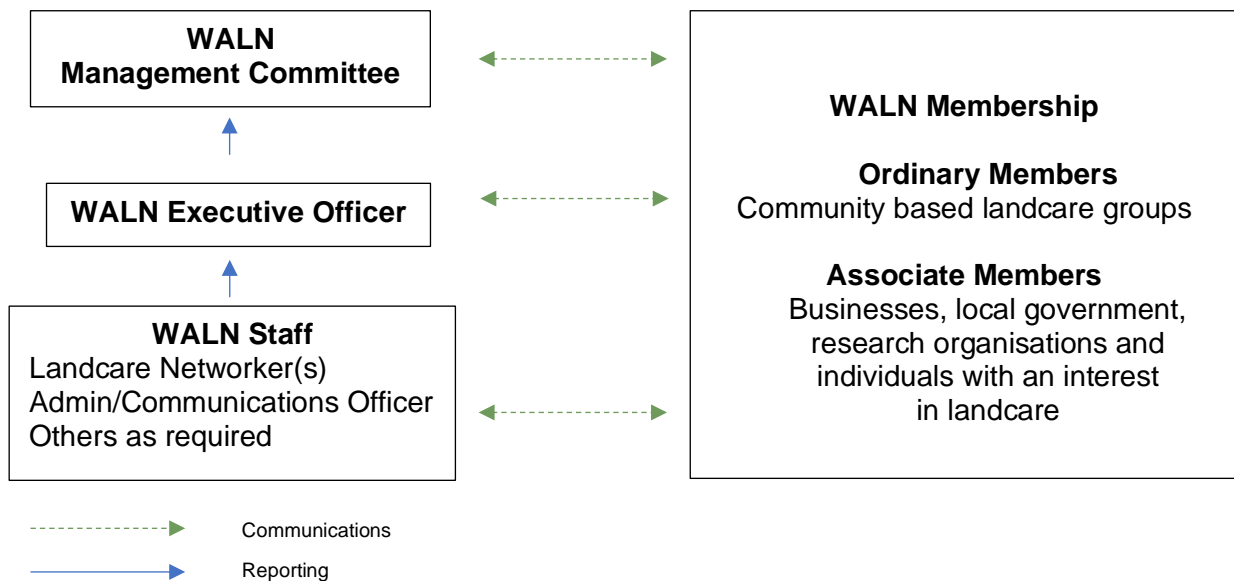 WALN
Management Committee
WALN Executive Officer
WALN Staff
Landcare Networker(s)
Admin/Communications Officer
Others as required
WALN Membership
Ordinary Members
Community based landcare groups
Associate Members
Businesses, local government,
research organisations and
individuals with an interest
in landcare
Communications
Reporting